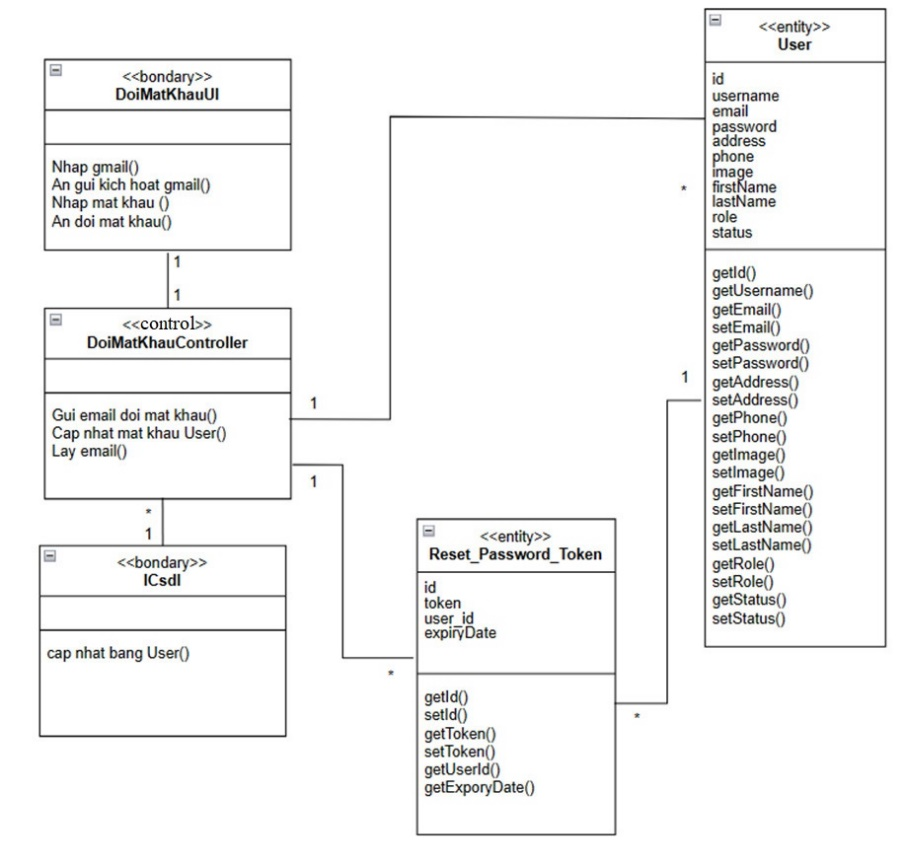 <<bondary>>
DoiMatKhauUI
Nhap gmail()
An gui kich hoat gmail()
Nhap mat khau ()
An doi mat khau()
1
1
<<control>>
DoiMatKhauController
Gui email doi mat khau()
Cap nhat mat khau User()
Lay email()
1
1
*
1
<<bondary>>
ICsdl
cap nhat bang User()
<<entity>>
Reset_Password_Token
id
token
user_id
expiryDate
getId()
setId()
getToken()
setToken()
getUserId()
getExporyDate()
*
*
<<entity>>
User
id
username
email
password
address
phone
image
firstName
lastName
role
status
*
1
getId()
getUsername()
getEmail()
setEmail()
getPassword()
setPassword()
getAddress()
setAddress()
getPhone()
setPhone()
getImage()
setImage()
getFirstName()
setFirstName()
getLastName()
setLastName()
getRole()
setRole()
getStatus()
setStatus()